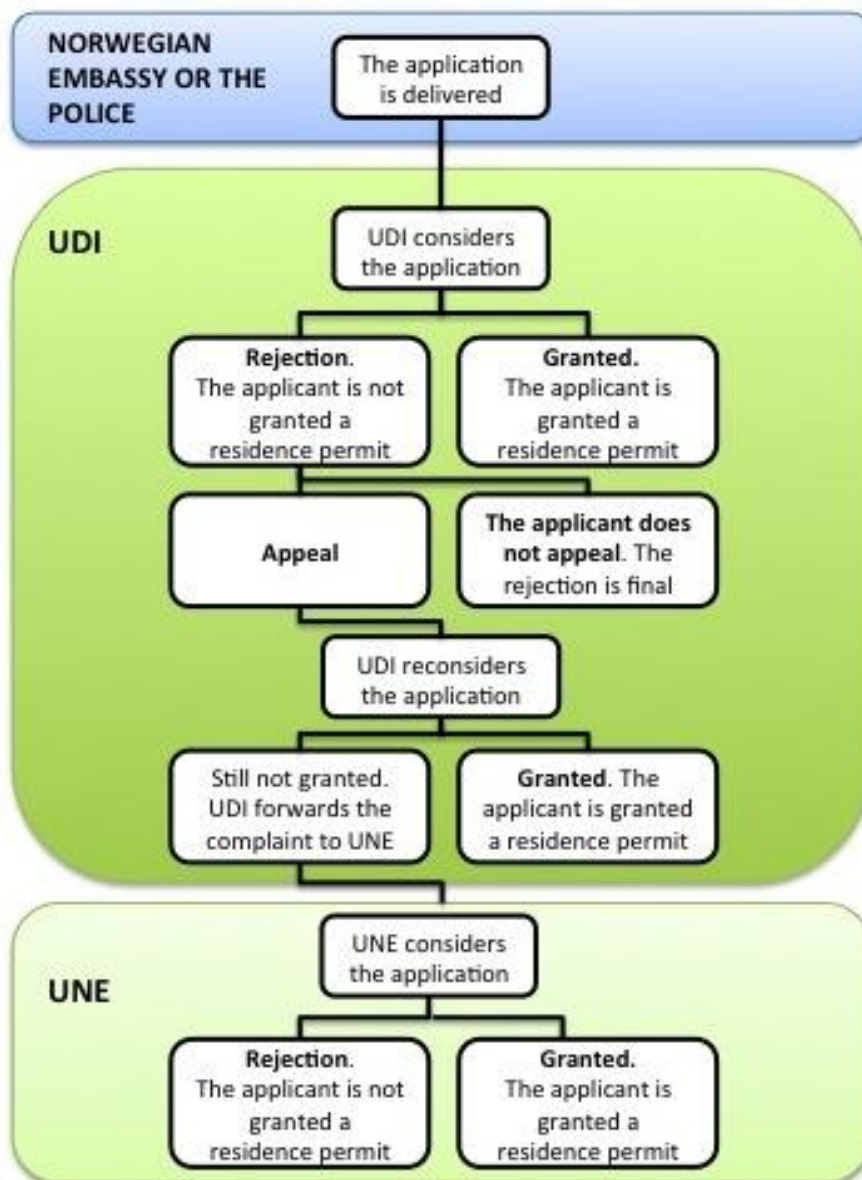 NORWEGIAN
EMBASSY OR THE
POLICE
The application
is delivered
UDI
UDI considers
the application
Rejection.
The applicant is not
granted a
residence permit
Granted.
The applicant is
granted a
residence permit
Appeal
The applicant does
not appeal. The
rejection is final
UDI reconsiders
the application
Still not granted.
UDI forwards the
complaint to UNE
Granted. The
applicant is granted
a residence permit
UNE
UNE considers
the application
Rejection.
The applicant is not
granted a
residence permit
Granted.
The applicant is
granted a
residence permit